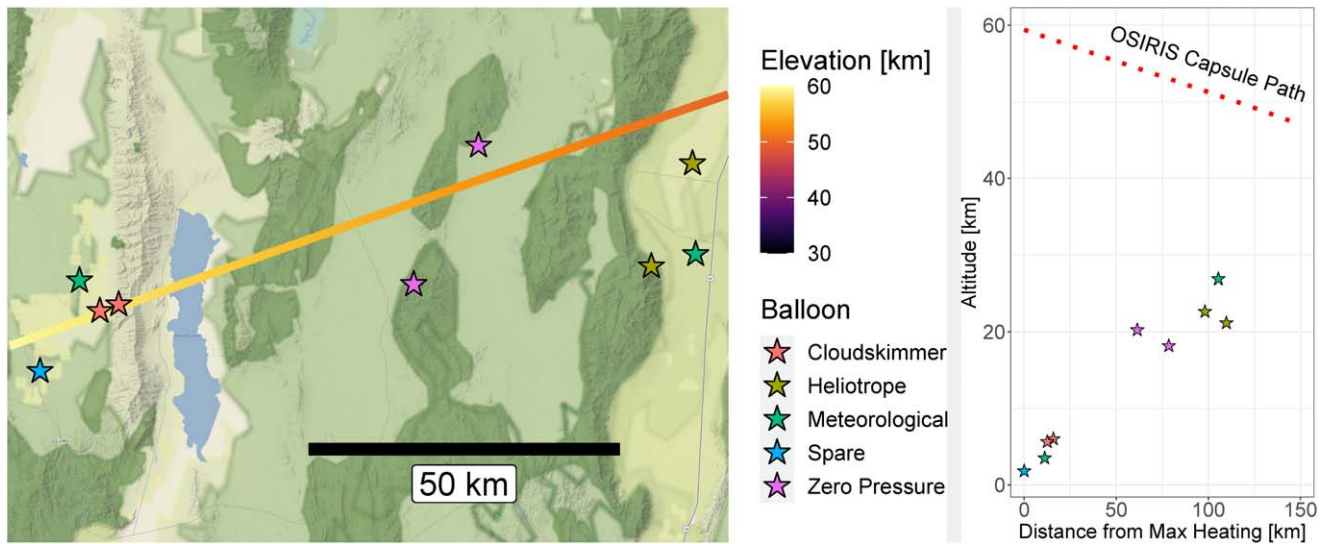 50 km
Elevation [km]
60
50
40
30
Balloon
Cloudskimmer
Heliotrope
Meteorological
Spare
Zero Pressure
OSIRIS Capsule Path
Altitude [km]
60
40
20
0
0
50
100
150
Distance from Max Heating [km]